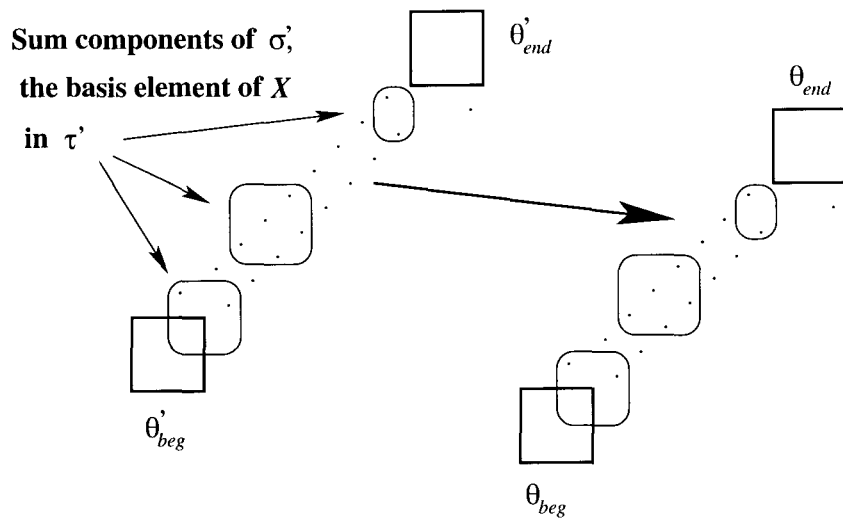 Sum components of σ',
the basis element of X
in τ'
θ'end
θend
θ'beg
θbeg